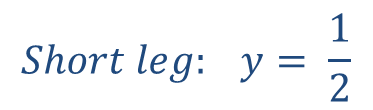 Short leg: y = 1/2